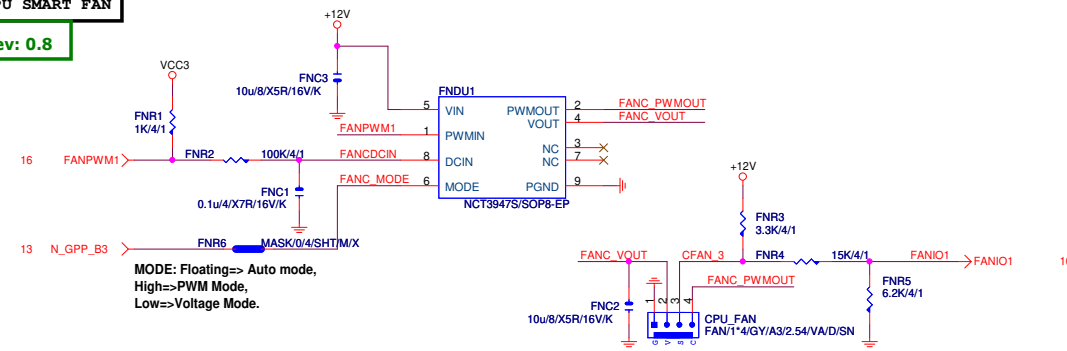 SMART FAN
ev: 0.8
+12V
VCC3
FNC3
10u/8/X5R/16V/K
FNR1
1K/4/1
FNDU1
5
VIN
PWMOUT
2
FANC_PWMOUT
VOUT
4
FANC_VOUT
FANPWM1
1
PWMIN
NC
3
16
FANPWM1
FNR2
100K/4/1
FANCDCIN
8
DCIN
NC
7
FANC_MODE
6
MODE
PGND
9
FNC1
0.1u/4/X7R/16V/K
NCT3947S/SOP8-EP
+12V
FNR3
3.3K/4/1
13
N_GPP_B3
FNR6
MASK/0/4/SHT/M/X
MODE: Floating=> Auto mode,
High=>PWM Mode,
Low=>Voltage Mode.
FANC_VOUT
CFAN_3
FNR4
15K/4/1
FANIO1
FANIO1
FANC_PWMOUT
FNR5
6.2K/4/1
FNC2
10u/8/X5R/16V/K
1
2
3
4
CPU_FAN
FAN/1*4/GY/A3/2.54/VA/D/SN
G
V
S
C